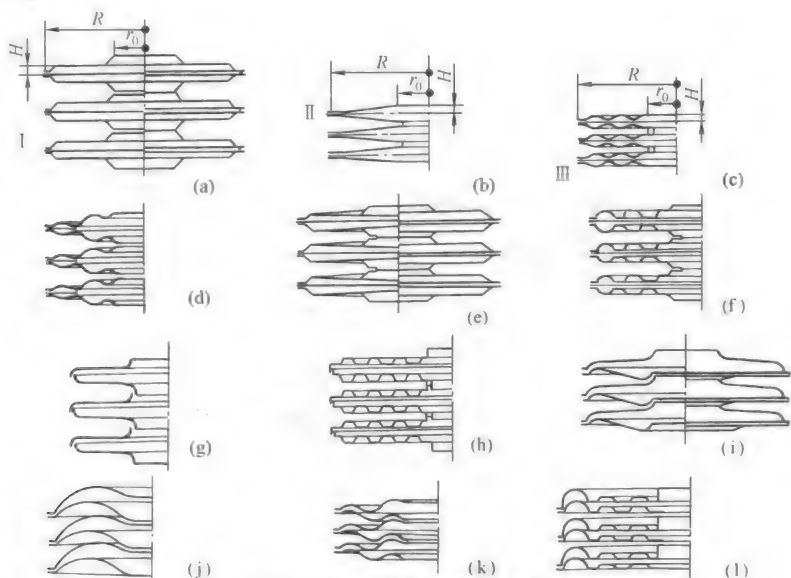 R
r₀
H
I
(a)
R
r₀
H
II
(b)
R
r₀
H
III
(c)
(d)
(e)
(f)
(g)
(h)
(i)
(j)
(k)
(l)